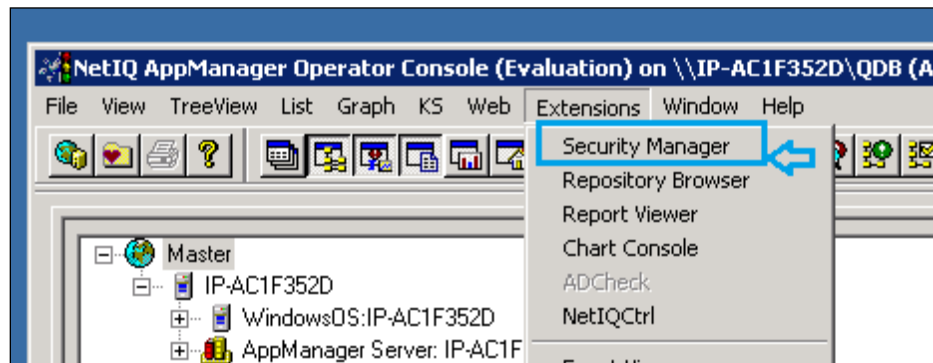 NetIQ AppManager Operator Console (Evaluation) on \\IP-AC1F352D\QDB (A
File View TreeView List Graph KS Web Extensions Window Help
Security Manager
Repository Browser
Report Viewer
Chart Console
ADCheck
NetIQCtrl
Master
IP-AC1F352D
WindowsOS:IP-AC1F352D
AppManager Server: IP-AC1F